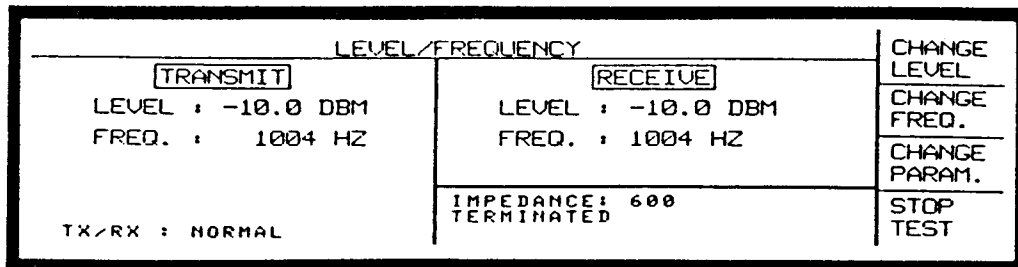 LEVEL/FREQUENCY
TRANSMIT
LEVEL : -10.0 DBM
FREQ. : 1004 HZ
TX/RX : NORMAL
RECEIVE
LEVEL : -10.0 DBM
FREQ. : 1004 HZ
IMPEDANCE: 600
TERMINATED
CHANGE
LEVEL
CHANGE
FREQ.
CHANGE
PARAM.
STOP
TEST